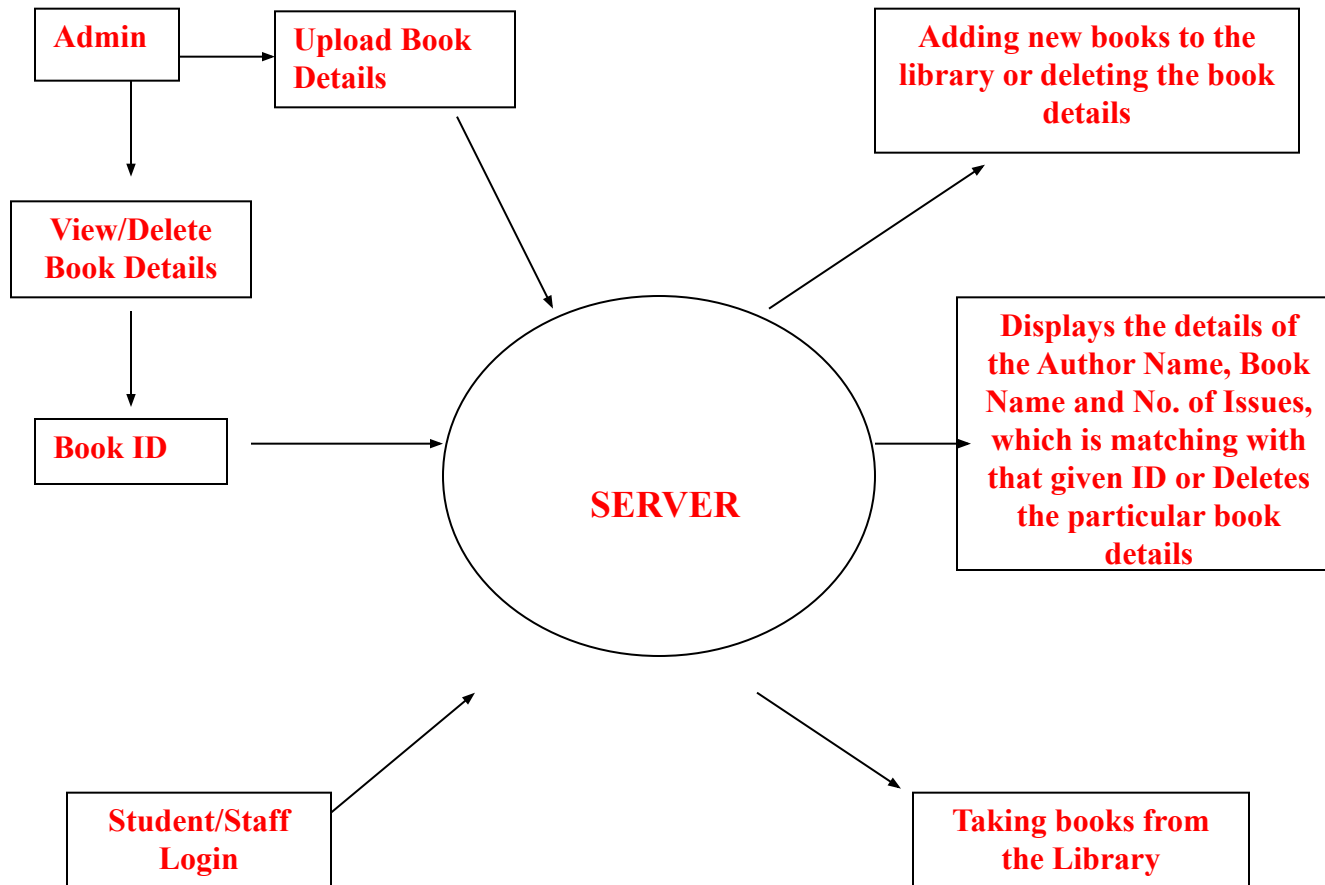 Admin
Upload Book
Details
Adding new books to the
library or deleting the book
details
View/Delete
Book Details
Displays the details of
the Author Name, Book
Name and No. of Issues,
which is matching with
that given ID or Deletes
the particular book
details
Book ID
SERVER
Student/Staff
Login
Taking books from
the Library